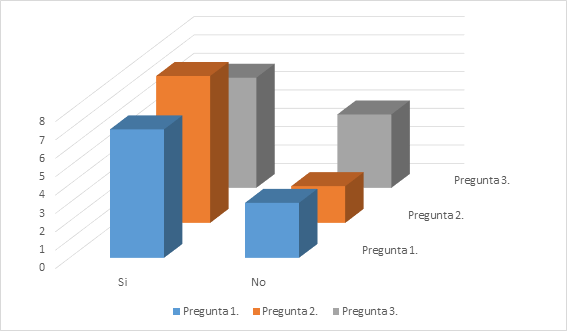 8
7
6
5
4
3
2
1
0
Pregunta 3.
Pregunta 2.
Pregunta 1.
Si
No
Pregunta 1.
Pregunta 2.
Pregunta 3.